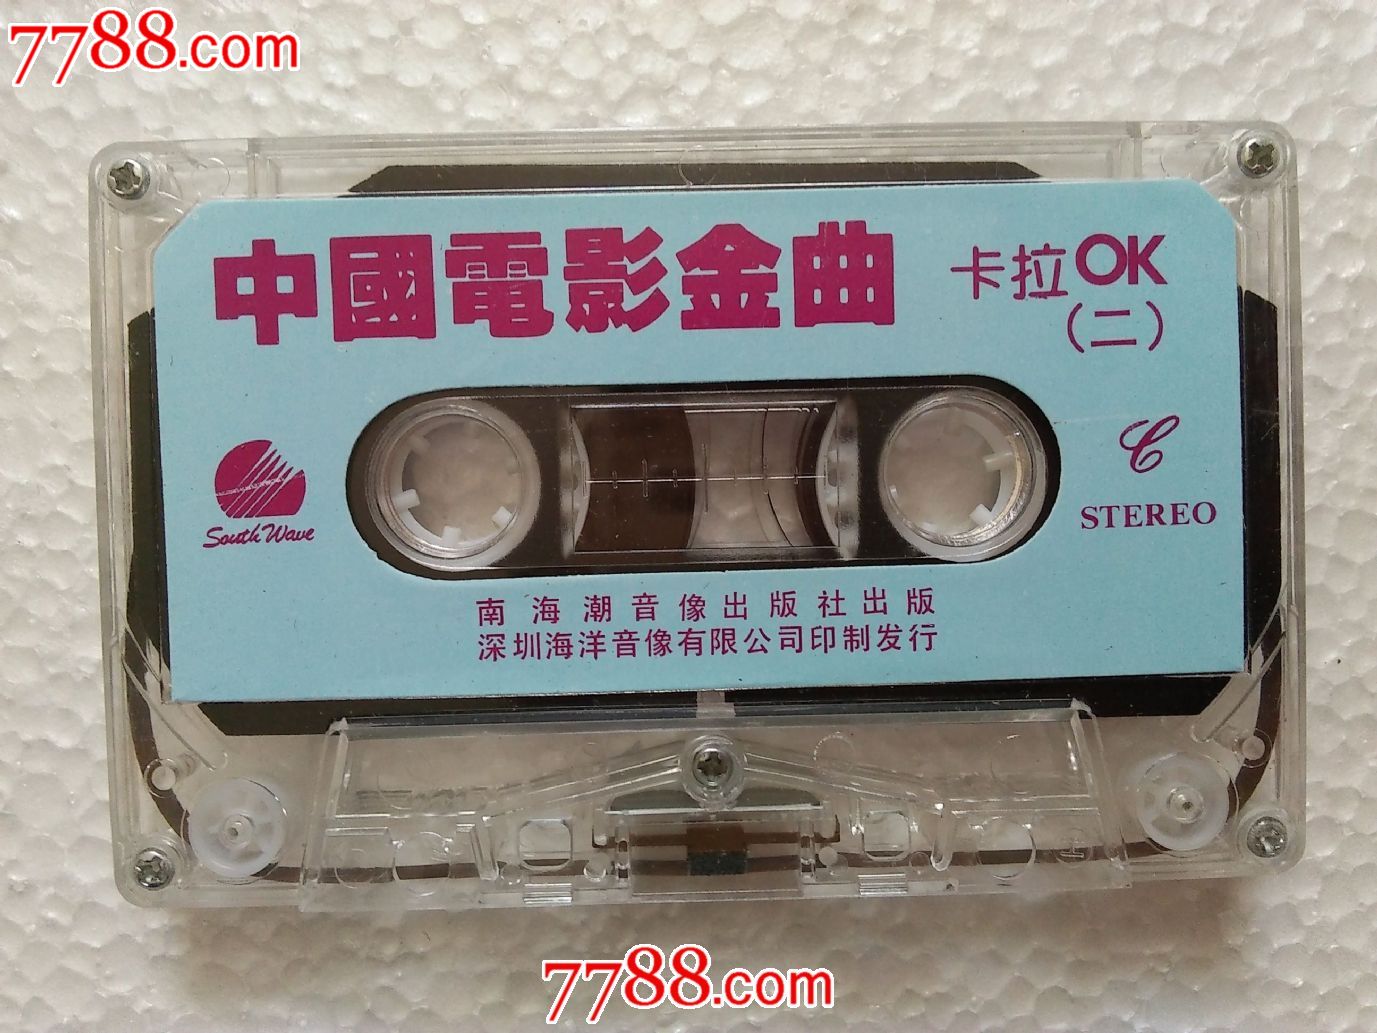 7788.com
中國電影金曲
卡拉OK
(二)
South Wave
C
STEREO
南海潮音像出版社出版
深圳海洋音像有限公司印制发行
7788.com